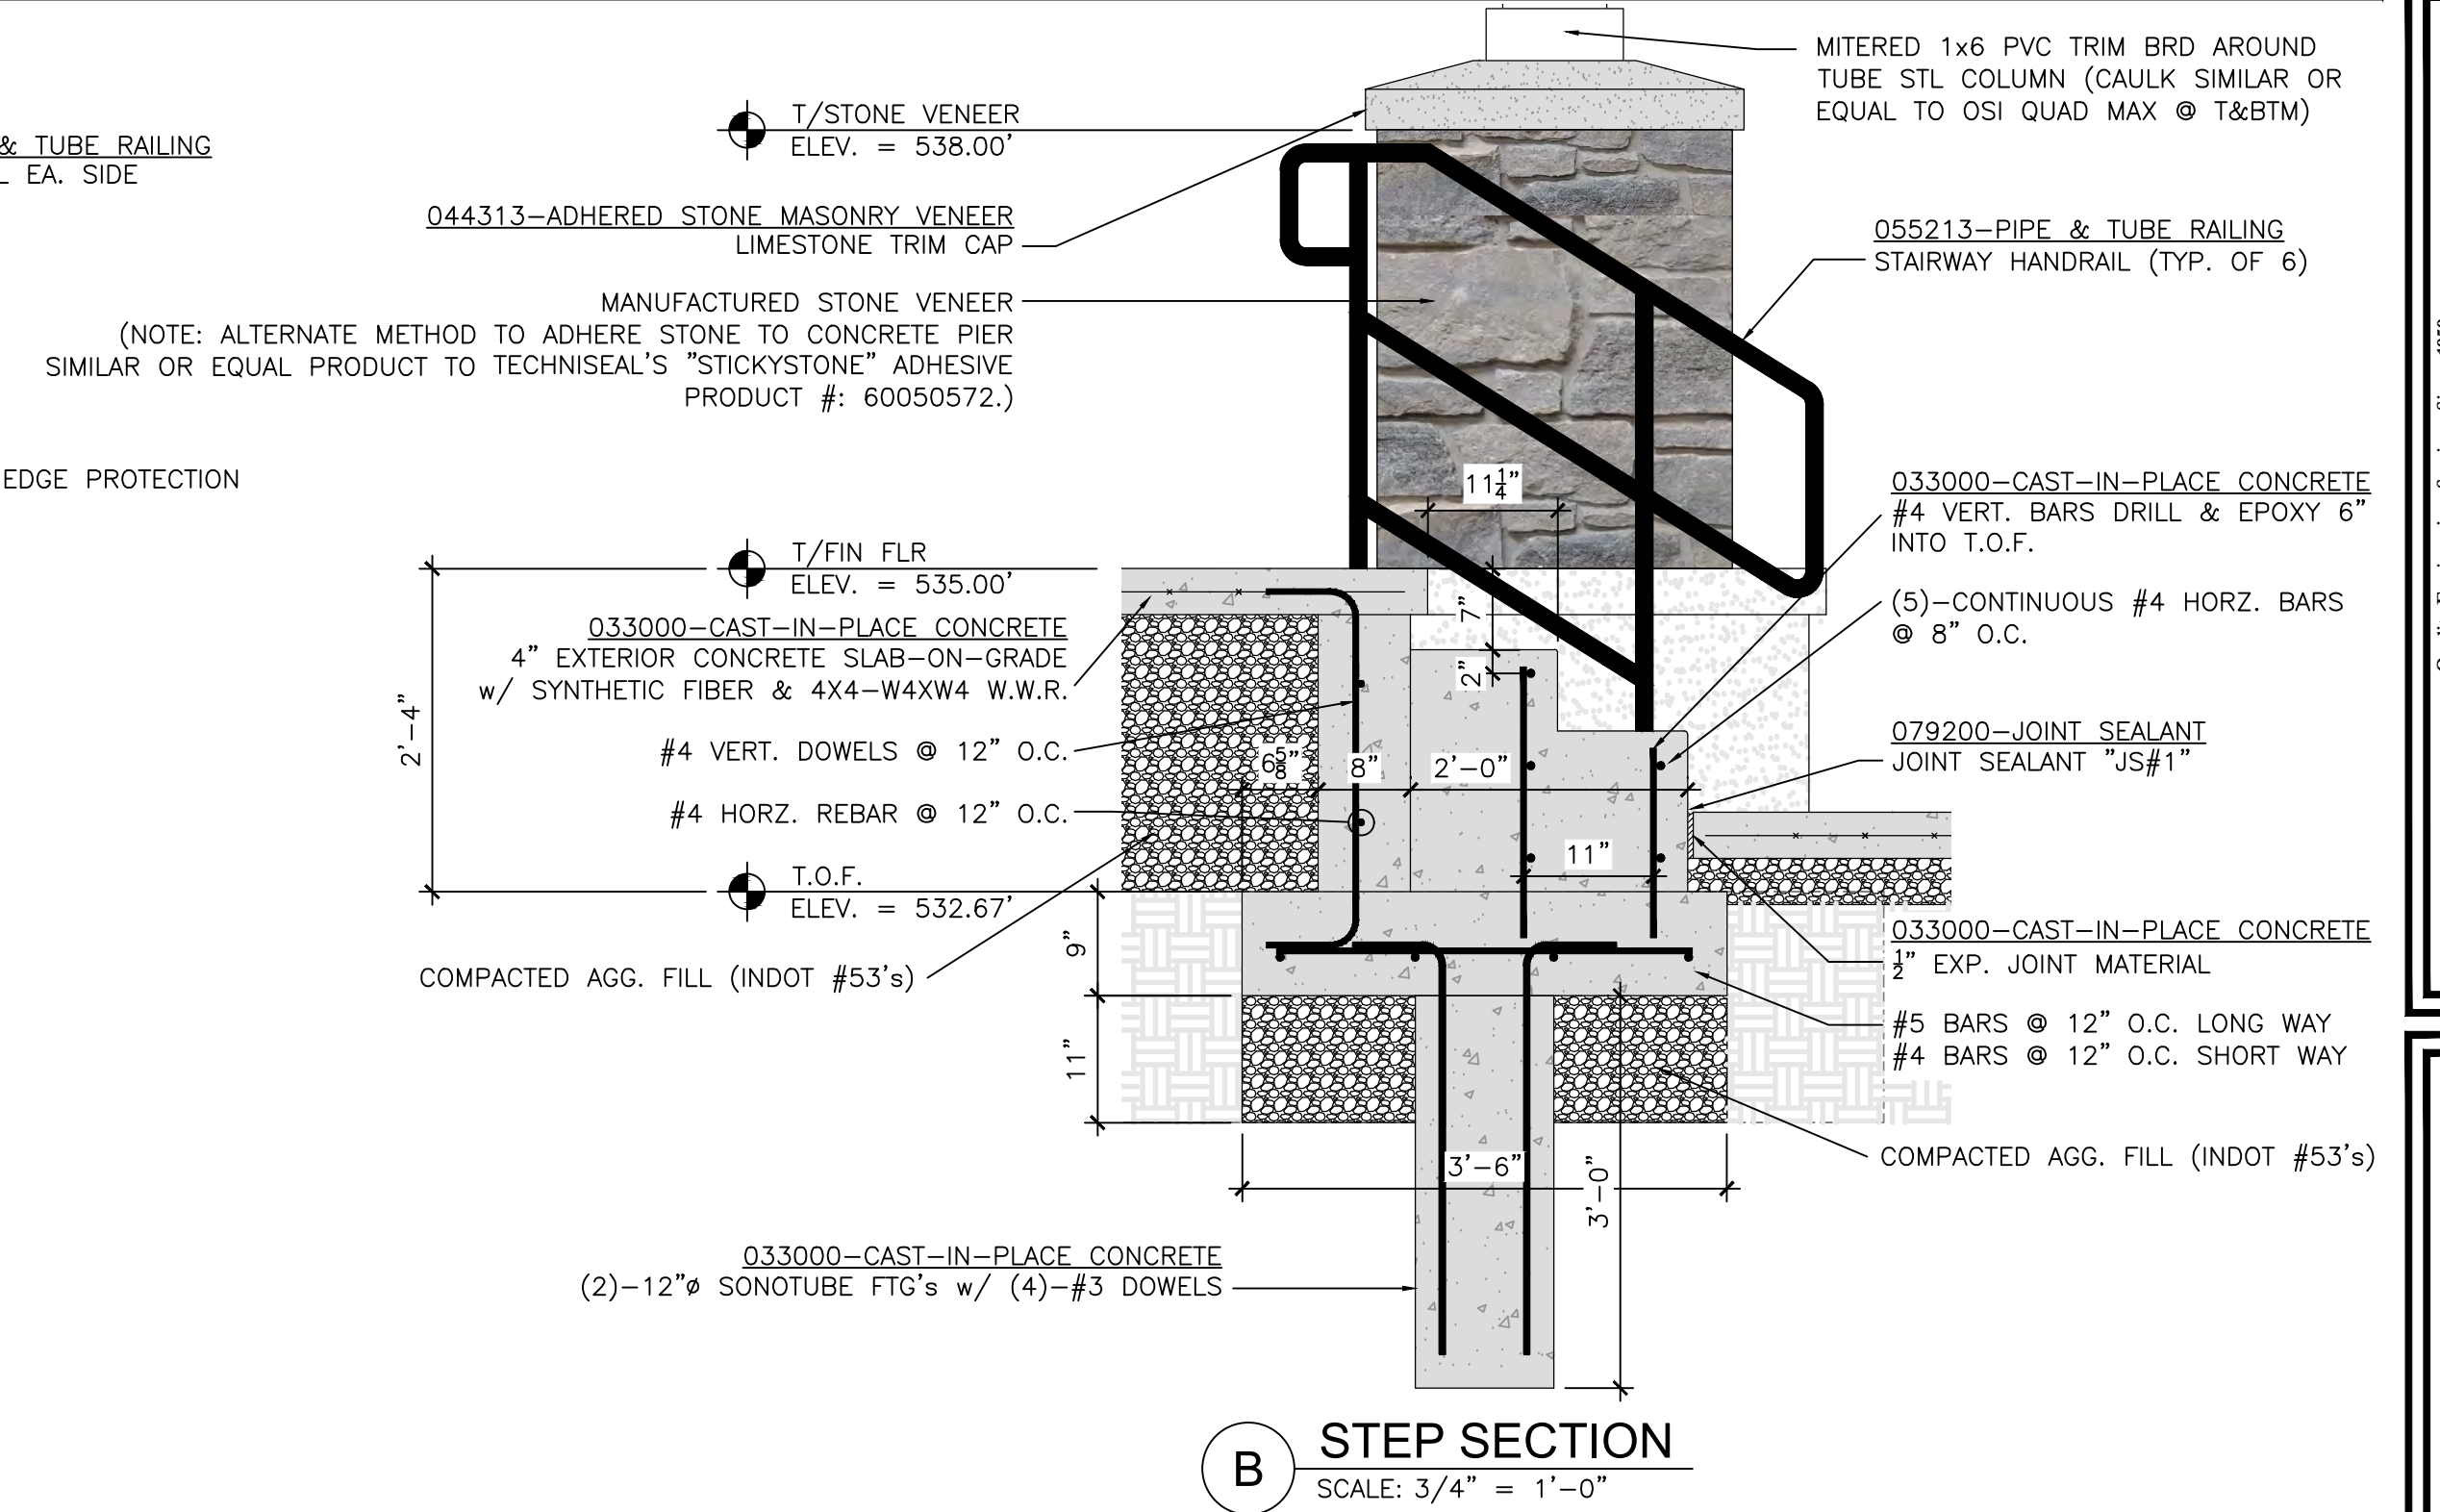 MITERED 1x6 PVC TRIM BRD AROUND
TUBE STL COLUMN (CAULK SIMILAR OR
EQUAL TO OSI QUAD MAX @ T&BTM)
T/STONE VENEER
ELEV. = 538.00'
& TUBE RAILING
EA. SIDE
044313-ADHERED STONE MASONRY VENEER
LIMESTONE TRIM CAP
055213-PIPE & TUBE RAILING
STAIRWAY HANDRAIL (TYP. OF 6)
MANUFACTURED STONE VENEER
(NOTE: ALTERNATE METHOD TO ADHERE STONE TO CONCRETE PIER
SIMILAR OR EQUAL PRODUCT TO TECHNISEAL'S "STICKYSTONE" ADHESIVE
PRODUCT #: 60050572.)
EDGE PROTECTION
11 1/4"
033000-CAST-IN-PLACE CONCRETE
#4 VERT. BARS DRILL & EPOXY 6"
INTO T.O.F.
T/FIN FLR
ELEV. = 535.00'
(5)-CONTINUOUS #4 HORZ. BARS
@ 8" O.C.
033000-CAST-IN-PLACE CONCRETE
4" EXTERIOR CONCRETE SLAB-ON-GRADE
w/ SYNTHETIC FIBER & 4X4-W4XW4 W.W.R.
7"
2"
2'-4"
079200-JOINT SEALANT
JOINT SEALANT "JS#1"
#4 VERT. DOWELS @ 12" O.C.
6 5/8"
8"
2'-0"
#4 HORZ. REBAR @ 12" O.C.
11"
T.O.F.
ELEV. = 532.67'
9"
033000-CAST-IN-PLACE CONCRETE
1/2" EXP. JOINT MATERIAL
COMPACTED AGG. FILL (INDOT #53's)
#5 BARS @ 12" O.C. LONG WAY
#4 BARS @ 12" O.C. SHORT WAY
11"
COMPACTED AGG. FILL (INDOT #53's)
3'-6"
3'-0"
033000-CAST-IN-PLACE CONCRETE
(2)-12"ø SONOTUBE FTG's w/ (4)-#3 DOWELS
B
STEP SECTION
SCALE: 3/4" = 1'-0"